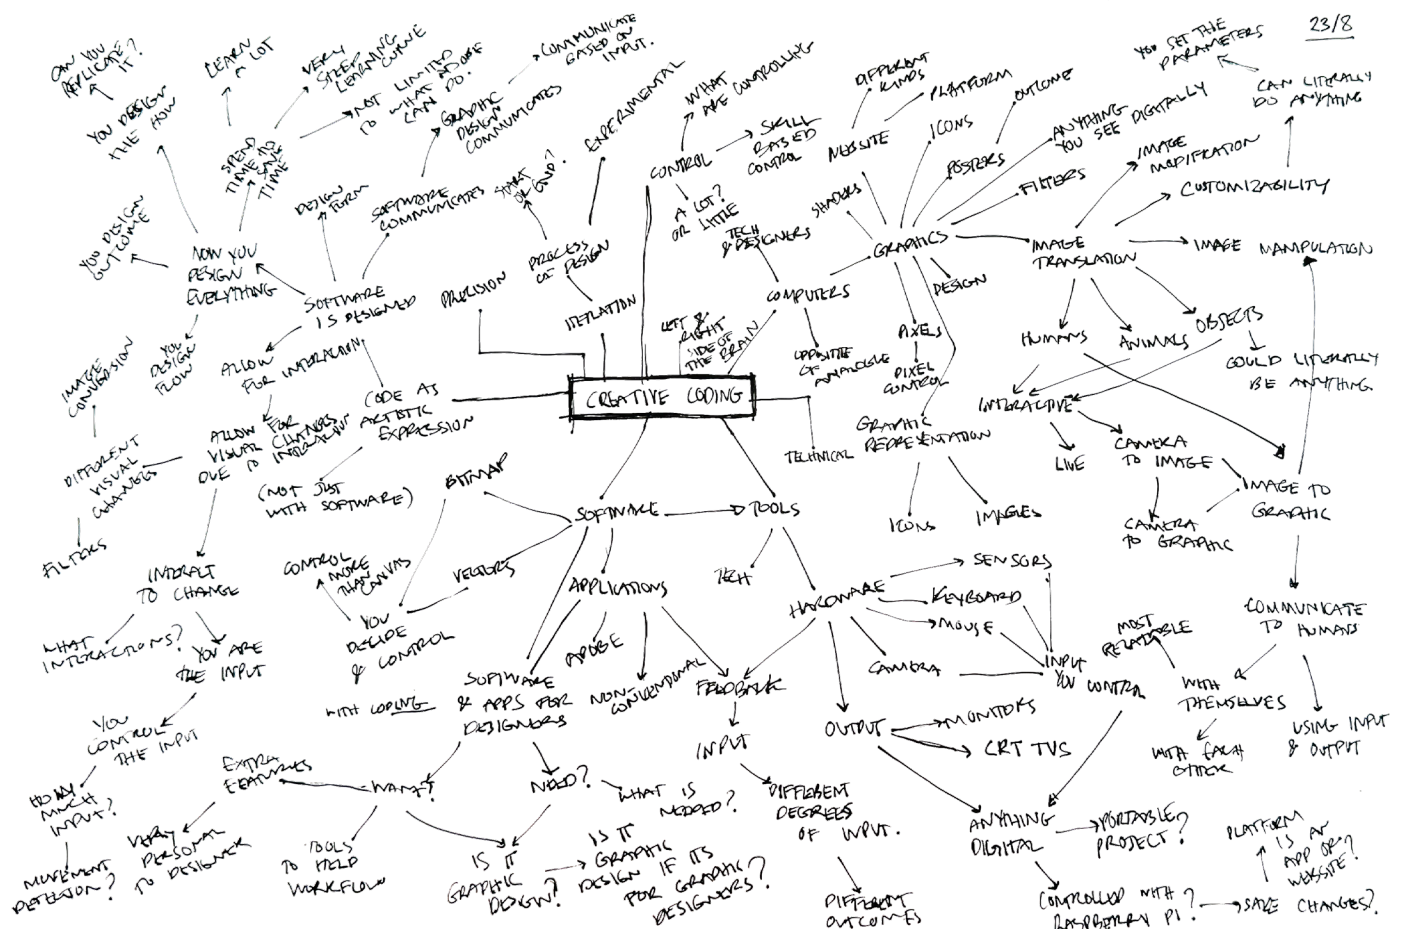 23/8
CAN YOU
REPLICATE
IT?
YOU DESIGN
THE HOW
LEARN
A LOT
VERY
STEEP
LEARNING
CURVE
SPEND
TIME TO
SAVE
TIME
NOT LIMITED
TO WHAT ADOBE
CAN DO.
GRAPHIC
DESIGN
COMMUNICATES
COMMUNICATE
BASED ON
INPUT.
SOFTWARE
COMMUNICATES
DESIGN
FORM
YOU DESIGN
OUTCOME
NOW YOU
DESIGN
EVERYTHING
SOFTWARE
IS DESIGNED
YOU
DESIGN
FLOW
PRECISION
START
OR END?
EXPERIMENTAL
PROCESS
OF DESIGN
ITERATION
WHAT
ARE CONTROLLING
CONTROL
SKILL
BASED
CONTROL
A LOT?
OR LITTLE
TECH
& DESIGNERS
COMPUTERS
LEFT &
RIGHT
SIDE OF
THE BRAIN
OPPOSITE
OF ANALOGUE
DIFFERENT
KINDS
WEBSITE
PLATFORM
ICONS
OUTCOME
POSTERS
SHADERS
GRAPHICS
ANYTHING
YOU SEE DIGITALLY
FILTERS
DESIGN
PIXELS
PIXEL
CONTROL
GRAPHIC
REPRESENTATION
ICONS
IMAGES
YOU SET THE
PARAMETERS
CAN LITERALLY
DO ANYTHING
IMAGE
MODIFICATION
CUSTOMIZABILITY
IMAGE
TRANSLATION
IMAGE MANIPULATION
HUMANS
ANIMALS
OBJECTS
COULD LITERALLY
BE ANYTHING
INTERACTIVE
LIVE
CAMERA
TO IMAGE
CAMERA
TO GRAPHIC
IMAGE TO
GRAPHIC
COMMUNICATE
TO
HUMANS
MOST
RELATABLE
WITH
THEMSELVES
WITH EACH
OTHER
USING INPUT
& OUTPUT
CREATIVE CODING
TECHNICAL
CODE AS
ARTISTIC
EXPRESSION
(NOT JUST
WITH SOFTWARE)
ALLOW
FOR INTERACTION
ALLOW FOR
VISUAL CHANGES
DUE TO INTERACTION
IMAGE
CONVERSION
DIFFERENT
VISUAL
CHANGES
FILTERS
INTERACT
TO CHANGE
WHAT
INTERACTIONS?
YOU ARE
THE INPUT
YOU
CONTROL
THE INPUT
HOW
MUCH
INPUT?
MOVEMENT
DETECTION?
BITMAP
SOFTWARE
TOOLS
CONTROL
MORE
THAN
CANVAS
VECTORS
YOU
DECIDE
& CONTROL
WITH CODING
APPLICATIONS
ADOBE
NON-
CONVENTIONAL
FEEDBACK
SOFTWARE
& APPS FOR
DESIGNERS
WANT?
EXTRA
FEATURES
VERY
PERSONAL
TO DESIGNER
TOOLS
TO HELP
WORKFLOW
NEED?
WHAT IS
NEEDED?
IS IT
GRAPHIC
DESIGN?
IS IT
GRAPHIC
DESIGN IF ITS
FOR GRAPHIC
DESIGNERS?
INPUT
DIFFERENT
DEGREES
OF INPUT.
DIFFERENT
OUTCOMES
TECH
HARDWARE
SENSORS
KEYBOARD
MOUSE
CAMERA
INPUT
YOU CONTROL
OUTPUT
MONITORS
CRT TVS
ANYTHING
DIGITAL
PORTABLE
PROJECT?
CONTROLLED WITH
RASPBERRY PI?
SAVE CHANGES?
PLATFORM
IS AN
APP OR
WEBSITE?